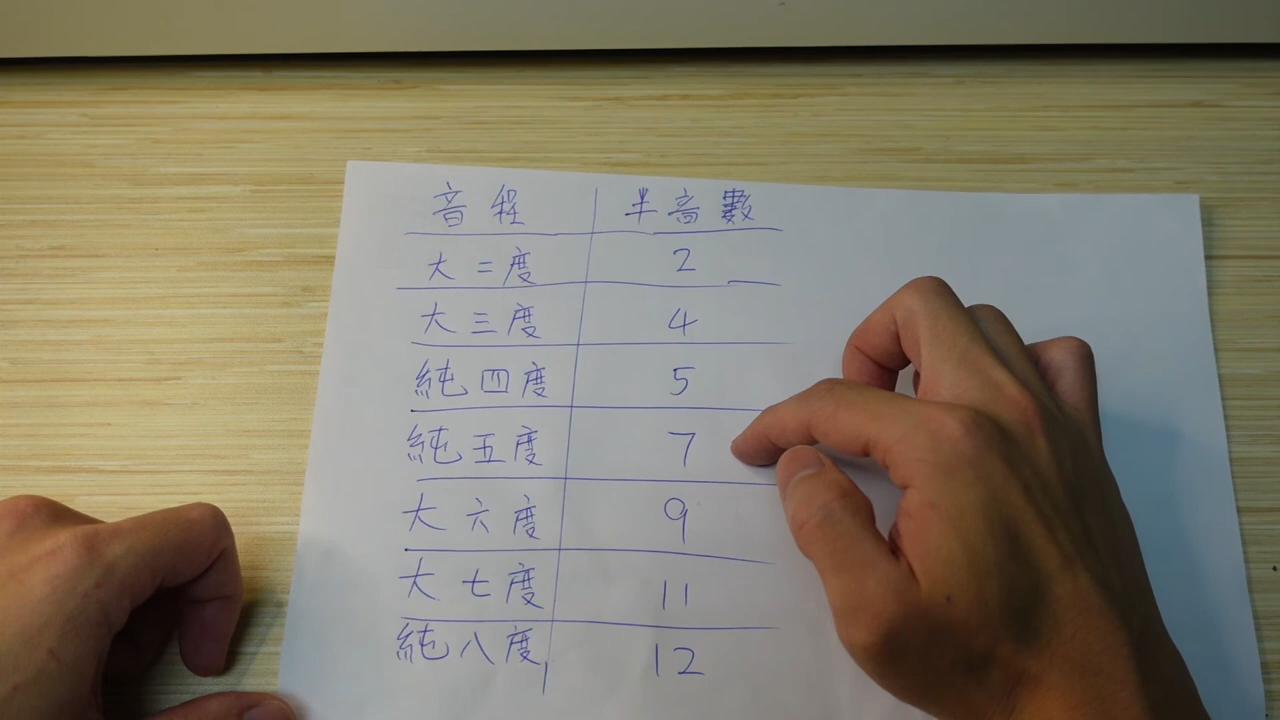 音程 半音數
大二度 2
大三度 4
純四度 5
純五度 7
大六度 9
大七度 11
純八度 12